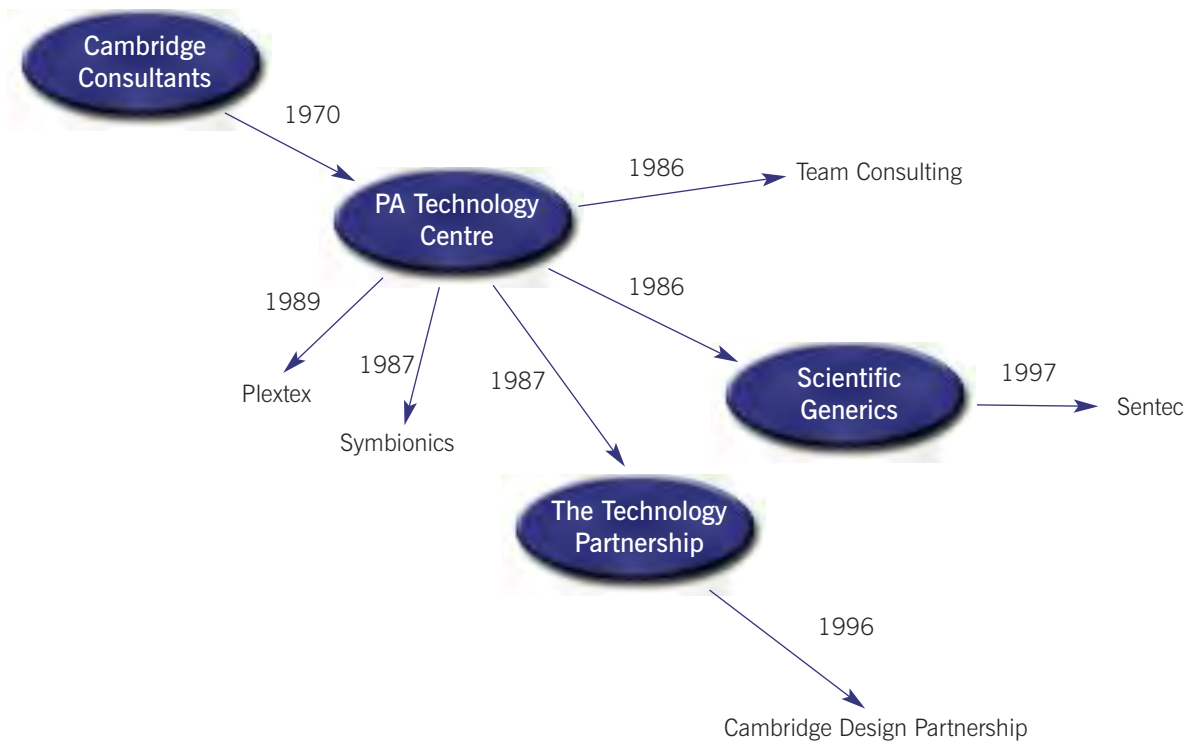 Cambridge
Consultants
1970
PA Technology
Centre
1986
Team Consulting
1989
Plextex
1987
Symbionics
1987
1986
Scientific
Generics
1997
Sentec
The Technology
Partnership
1996
Cambridge Design Partnership